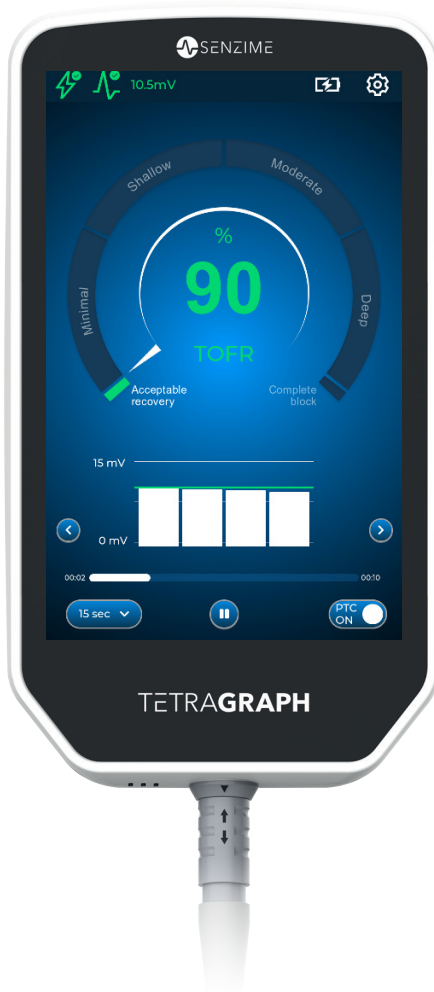 SENZIME
10.5mV
Shallow
Moderate
Minimal
Deep
%
90
TOFR
Acceptable
recovery
Complete
block
15 mV
0 mV
00:02
00:10
15 sec
PTC
ON
TETRAGRAPH